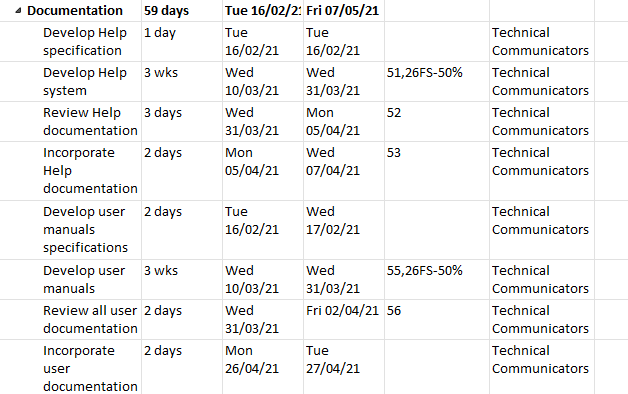 Documentation 59 days Tue 16/02/21 Fri 07/05/21
Develop Help 1 day Tue Tue Technical
specification 16/02/21 16/02/21 Communicators
Develop Help 3 wks Wed Wed 51,26FS-50% Technical
system 10/03/21 31/03/21 Communicators
Review Help 3 days Wed Mon 52 Technical
documentation 31/03/21 05/04/21 Communicators
Incorporate 2 days Mon Wed 53 Technical
Help 05/04/21 07/04/21 Communicators
documentation
Develop user 2 days Tue Wed Technical
manuals 16/02/21 17/02/21 Communicators
specifications
Develop user 3 wks Wed Wed 55,26FS-50% Technical
manuals 10/03/21 31/03/21 Communicators
Review all user 2 days Wed Fri 02/04/21 56 Technical
documentation 31/03/21 Communicators
Incorporate 2 days Mon Tue Technical
user 26/04/21 27/04/21 Communicators
documentation